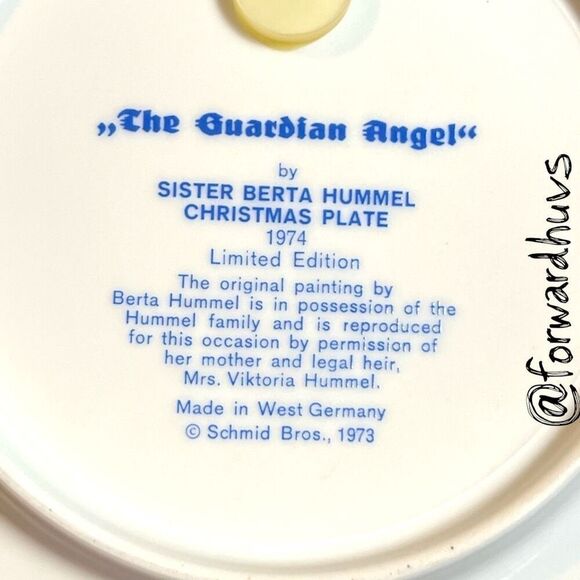 „The Guardian Angel“
by
SISTER BERTA HUMMEL
CHRISTMAS PLATE
1974
Limited Edition
The original painting by
Berta Hummel is in possession of the
Hummel family and is reproduced
for this occasion by permission of
her mother and legal heir,
Mrs. Viktoria Hummel.
Made in West Germany
© Schmid Bros., 1973
@forwardhuvs